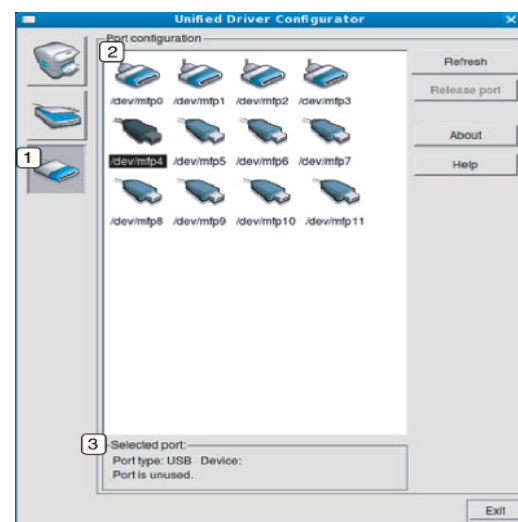 Unified Driver Configurator
Port configuration
2
/dev/mfp0 /dev/mfp1 /dev/mfp2 /dev/mfp3
Refresh
Release port
/dev/mfp4 /dev/mfp5 /dev/mfp6 /dev/mfp7
About
Help
1
/dev/mfp8 /dev/mfp9 /dev/mfp10 /dev/mfp11
3
Selected port:
Port type: USB Device:
Port is unused.
Exit